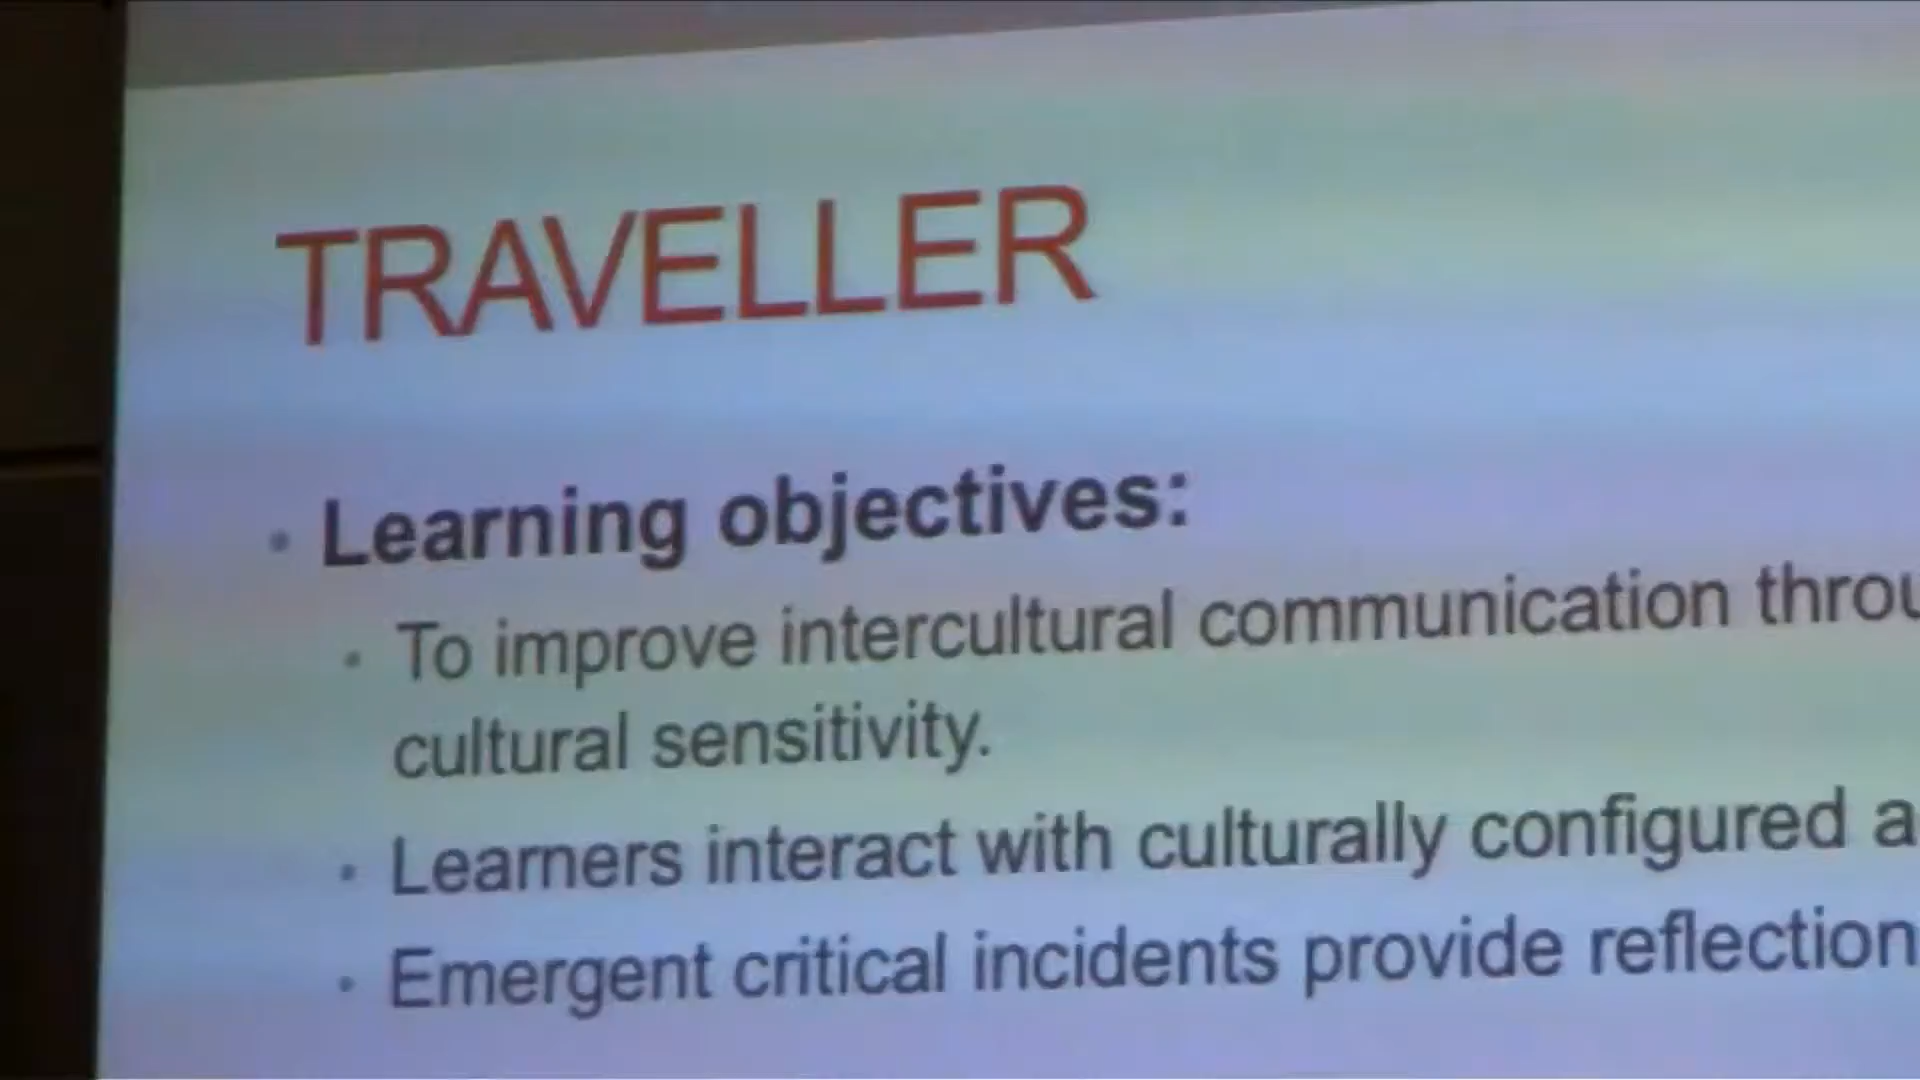 TRAVELLER
• Learning objectives:
• To improve intercultural communication throu
cultural sensitivity.
• Learners interact with culturally configured a
• Emergent critical incidents provide reflection